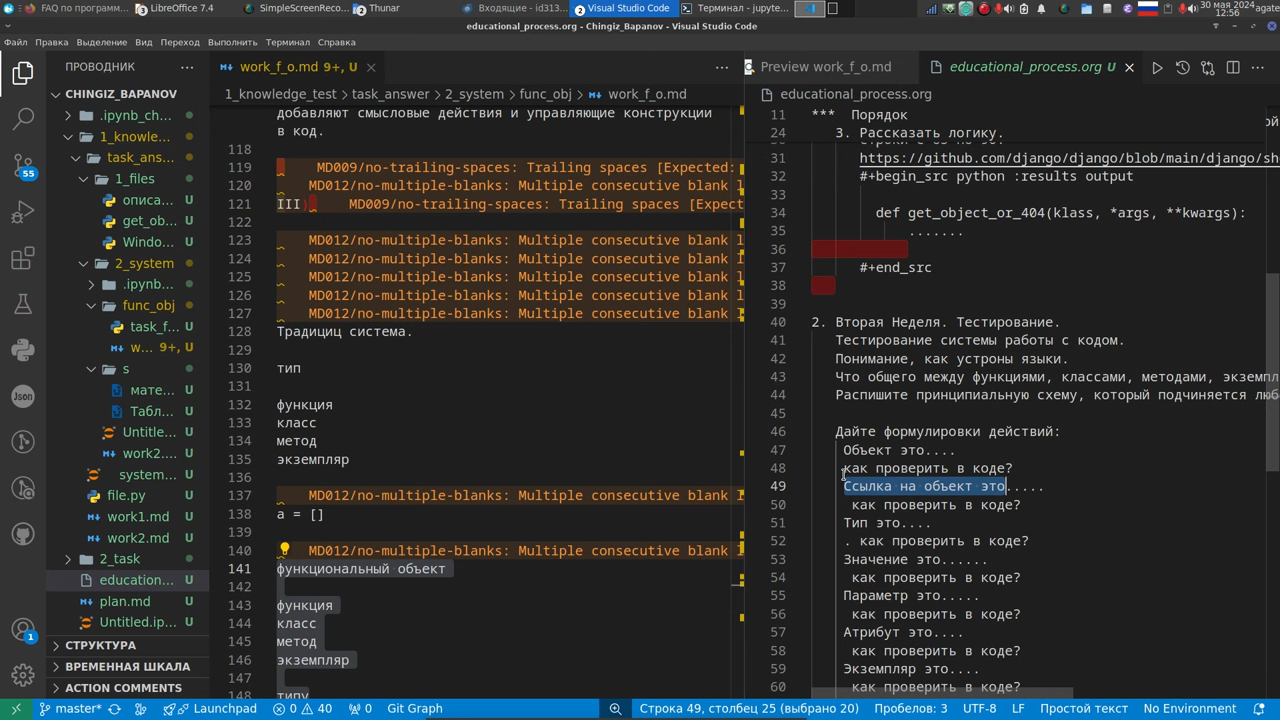 FAQ по программ...
3 LibreOffice 7.4
SimpleScreenReco...
2 Thunar
Входящие - id313...
2 Visual Studio Code
Терминал - jupyte...
30 мая 2024
12:56
agate
educational_process.org - Chingiz_Bapanov - Visual Studio Code
Файл Правка Выделение Вид Переход Выполнить Терминал Справка
ПРОВОДНИК
CHINGIZ_BAPANOV
.ipynb_ch...
1_knowle...
task_ans...
1_files
описа...
get_ob...
Windo...
2_system
.ipynb...
func_obj
task_f...
w... 9+, U
s
мате... U
Табл... U
Untitle... U
work2.... U
system... U
file.py U
work1.md U
work2.md U
2_task
education... U
plan.md U
Untitled.ip... U
СТРУКТУРА
ВРЕМЕННАЯ ШКАЛА
ACTION COMMENTS
55
Json
1
work_f_o.md 9+, U
1_knowledge_test > task_answer > 2_system > func_obj > work_f_o.md
добавляют смысловые действия и управляющие конструкции
в код.
118
119 MD009/no-trailing-spaces: Trailing spaces [Expected:
120 MD012/no-multiple-blanks: Multiple consecutive blank l
121 III) MD009/no-trailing-spaces: Trailing spaces [Expect
122
123 MD012/no-multiple-blanks: Multiple consecutive blank l
124 MD012/no-multiple-blanks: Multiple consecutive blank l
125 MD012/no-multiple-blanks: Multiple consecutive blank l
126 MD012/no-multiple-blanks: Multiple consecutive blank l
127 MD012/no-multiple-blanks: Multiple consecutive blank l
128 Традициц система.
129
130 тип
131
132 функция
133 класс
134 метод
135 экземпляр
136
137 MD012/no-multiple-blanks: Multiple consecutive blank l
138 a = []
139
140 MD012/no-multiple-blanks: Multiple consecutive blank l
141 функциональный объект
142
143 функция
144 класс
145 метод
146 экземпляр
147
148 типу
Preview work_f_o.md
educational_process.org U
educational_process.org
11 *** Порядок
24 3. Рассказать логику.
31 https://github.com/django/django/blob/main/django/sh
32 #+begin_src python :results output
33
34 def get_object_or_404(klass, *args, **kwargs):
35 .......
36
37 #+end_src
38
39
40 2. Вторая Неделя. Тестирование.
41 Тестирование системы работы с кодом.
42 Понимание, как устроны языки.
43 Что общего между функциями, классами, методами, экземпл
44 Распишите принципиальную схему, который подчиняется люб
45
46 Дайте формулировки действий:
47 Объект это....
48 как проверить в коде?
49 Ссылка на объект это.....
50 как проверить в коде?
51 Тип это....
52 . как проверить в коде?
53 Значение это......
54 как проверить в коде?
55 Параметр это.....
56 как проверить в коде?
57 Атрибут это....
58 как проверить в коде?
59 Экземпляр это....
60 как проверить в коде?
master* Launchpad 0 40 0 Git Graph
Строка 49, столбец 25 (выбрано 20) Пробелов: 3 UTF-8 LF Простой текст No Environment